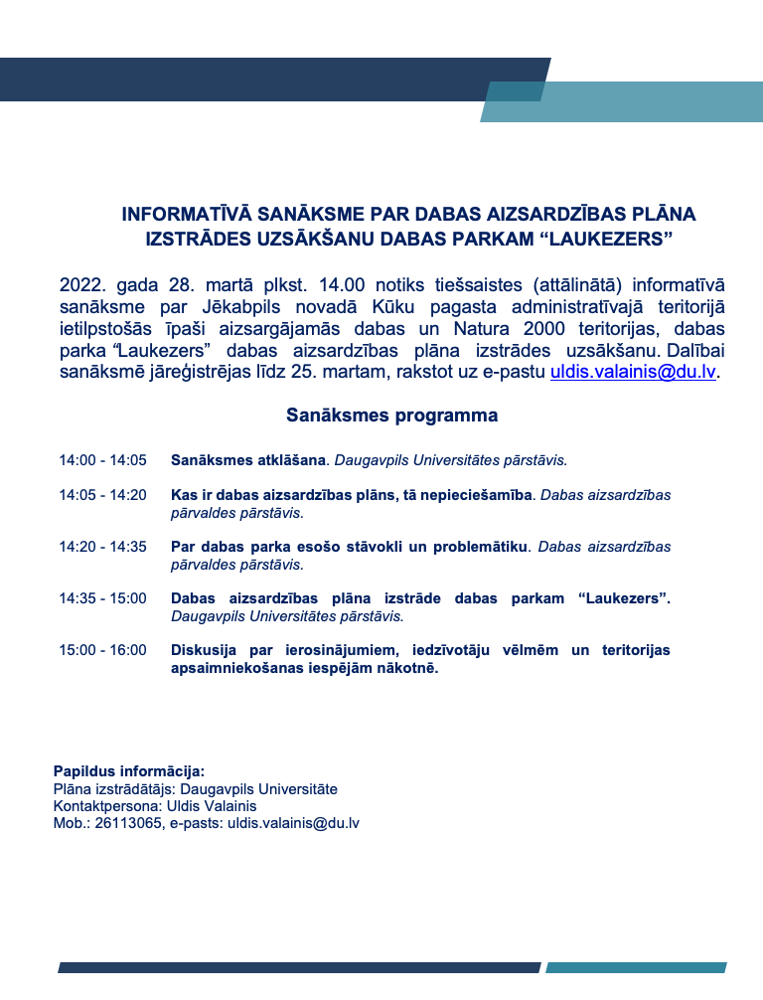 INFORMATĪVĀ SANĀKSME PAR DABAS AIZSARDZĪBAS PLĀNA
IZSTRĀDES UZSĀKŠANU DABAS PARKAM “LAUKEZERS”
2022. gada 28. martā plkst. 14.00 notiks tiešsaistes (attālinātā) informatīvā
sanāksme par Jēkabpils novadā Kūku pagasta administratīvajā teritorijā
ietilpstošās īpaši aizsargājamās dabas un Natura 2000 teritorijas, dabas
parka “Laukezers” dabas aizsardzības plāna izstrādes uzsākšanu. Dalībai
sanāksmē jāreģistrējas līdz 25. martam, rakstot uz e-pastu uldis.valainis@du.lv.
Sanāksmes programma
14:00 - 14:05 Sanāksmes atklāšana. Daugavpils Universitātes pārstāvis.
14:05 - 14:20 Kas ir dabas aizsardzības plāns, tā nepieciešamība. Dabas aizsardzības
pārvaldes pārstāvis.
14:20 - 14:35 Par dabas parka esošo stāvokli un problemātiku. Dabas aizsardzības
pārvaldes pārstāvis.
14:35 - 15:00 Dabas aizsardzības plāna izstrāde dabas parkam “Laukezers”.
Daugavpils Universitātes pārstāvis.
15:00 - 16:00 Diskusija par ierosinājumiem, iedzīvotāju vēlmēm un teritorijas
apsaimniekošanas iespējām nākotnē.
Papildus informācija:
Plāna izstrādātājs: Daugavpils Universitāte
Kontaktpersona: Uldis Valainis
Mob.: 26113065, e-pasts: uldis.valainis@du.lv